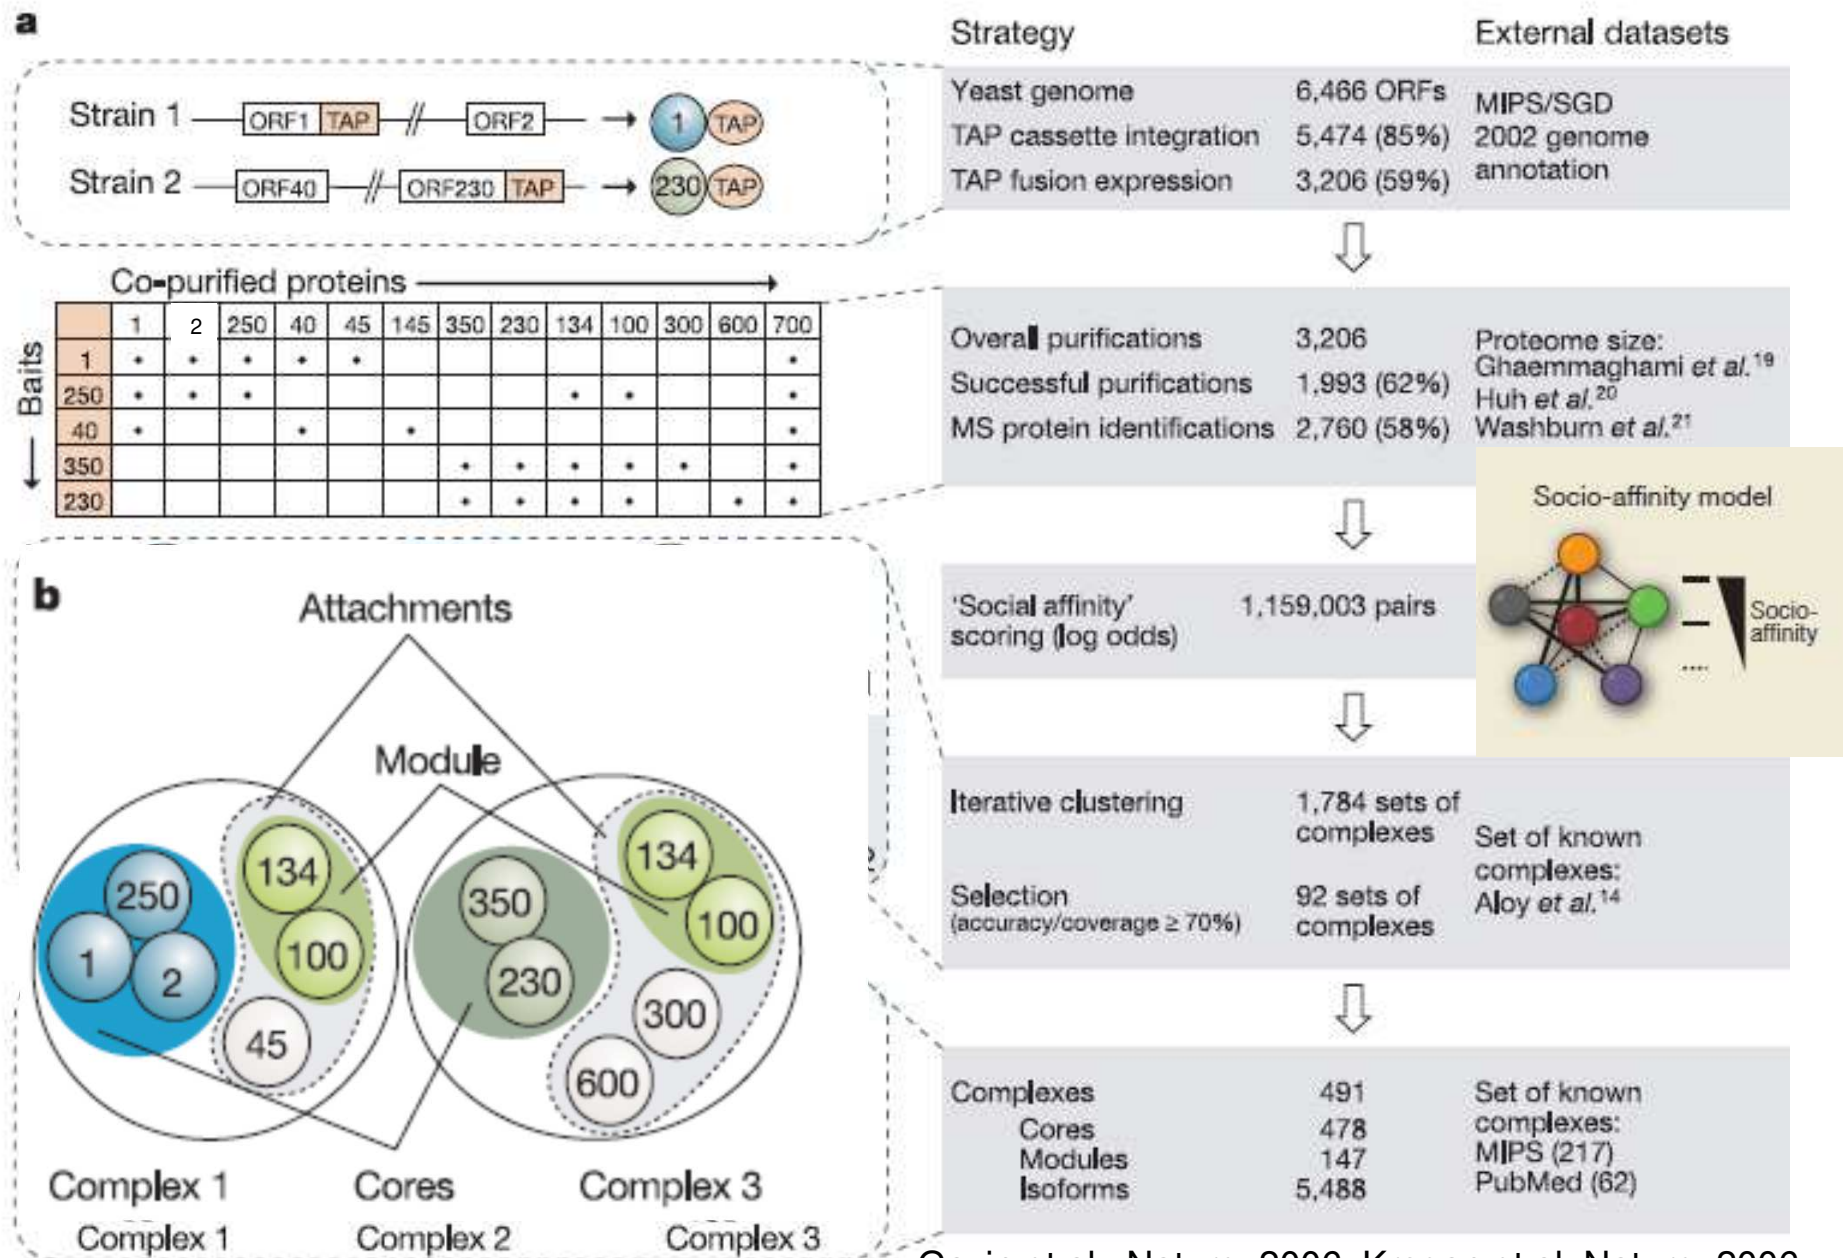 a
Strategy
External datasets
Strain 1 ORF1 TAP // ORF2 1 TAP
Strain 2 ORF40 // ORF230 TAP 230 TAP
Yeast genome 6,466 ORFs
TAP cassette integration 5,474 (85%)
TAP fusion expression 3,206 (59%)
MIPS/SGD
2002 genome
annotation
Co-purified proteins
Baits
1 2 250 40 45 145 350 230 134 100 300 600 700
1 • • • • • •
250 • • • • • •
40 • • • •
350 • • • • • •
230 • • • • • •
Overall purifications 3,206
Successful purifications 1,993 (62%)
MS protein identifications 2,760 (58%)
Proteome size:
Ghaemmaghami et al.19
Huh et al.20
Washburn et al.21
Socio-affinity model
Socio-
affinity
'Social affinity' 1,159,003 pairs
scoring (log odds)
b
Attachments
Module
250
1
2
134
100
45
350
230
134
100
300
600
Complex 1 Cores Complex 3
Complex 1 Complex 2 Complex 3
Iterative clustering 1,784 sets of
complexes
Selection 92 sets of
(accuracy/coverage ≥ 70%) complexes
Set of known
complexes:
Aloy et al.14
Complexes 491
Cores 478
Modules 147
Isoforms 5,488
Set of known
complexes:
MIPS (217)
PubMed (62)